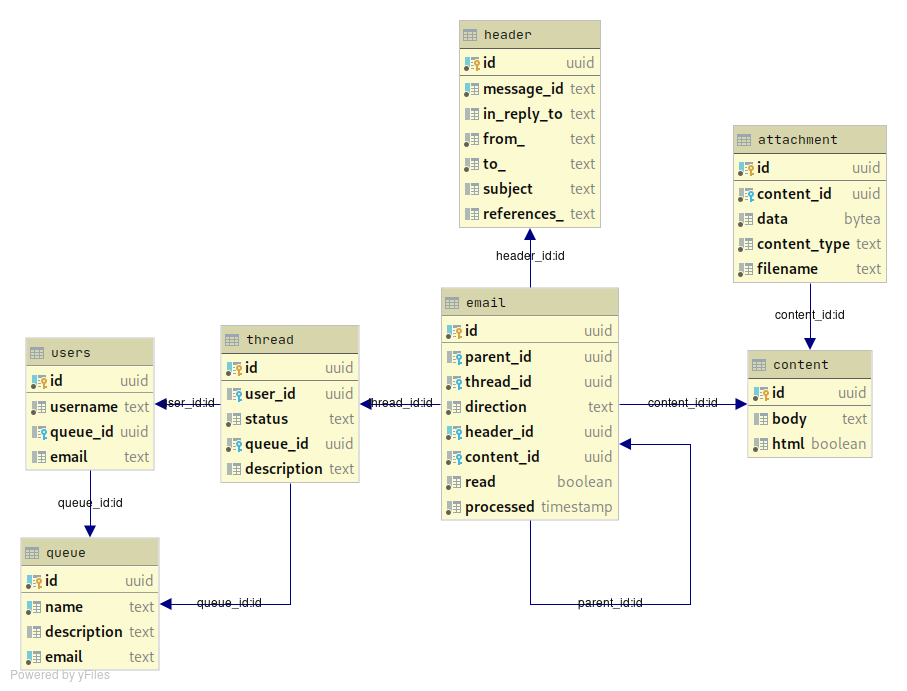 header
id uuid
message_id text
in_reply_to text
from_ text
to_ text
subject text
references_ text
header_id:id
attachment
id uuid
content_id uuid
data bytea
content_type text
filename text
content_id:id
email
id uuid
parent_id uuid
thread_id uuid
direction text
header_id uuid
content_id uuid
read boolean
processed timestamp
content_id:id
content
id uuid
body text
html boolean
parent_id:id
thread_id:id
thread
id uuid
user_id uuid
status text
queue_id uuid
description text
user_id:id
users
id uuid
username text
queue_id uuid
email text
queue_id:id
queue_id:id
queue
id uuid
name text
description text
email text
Powered by yFiles